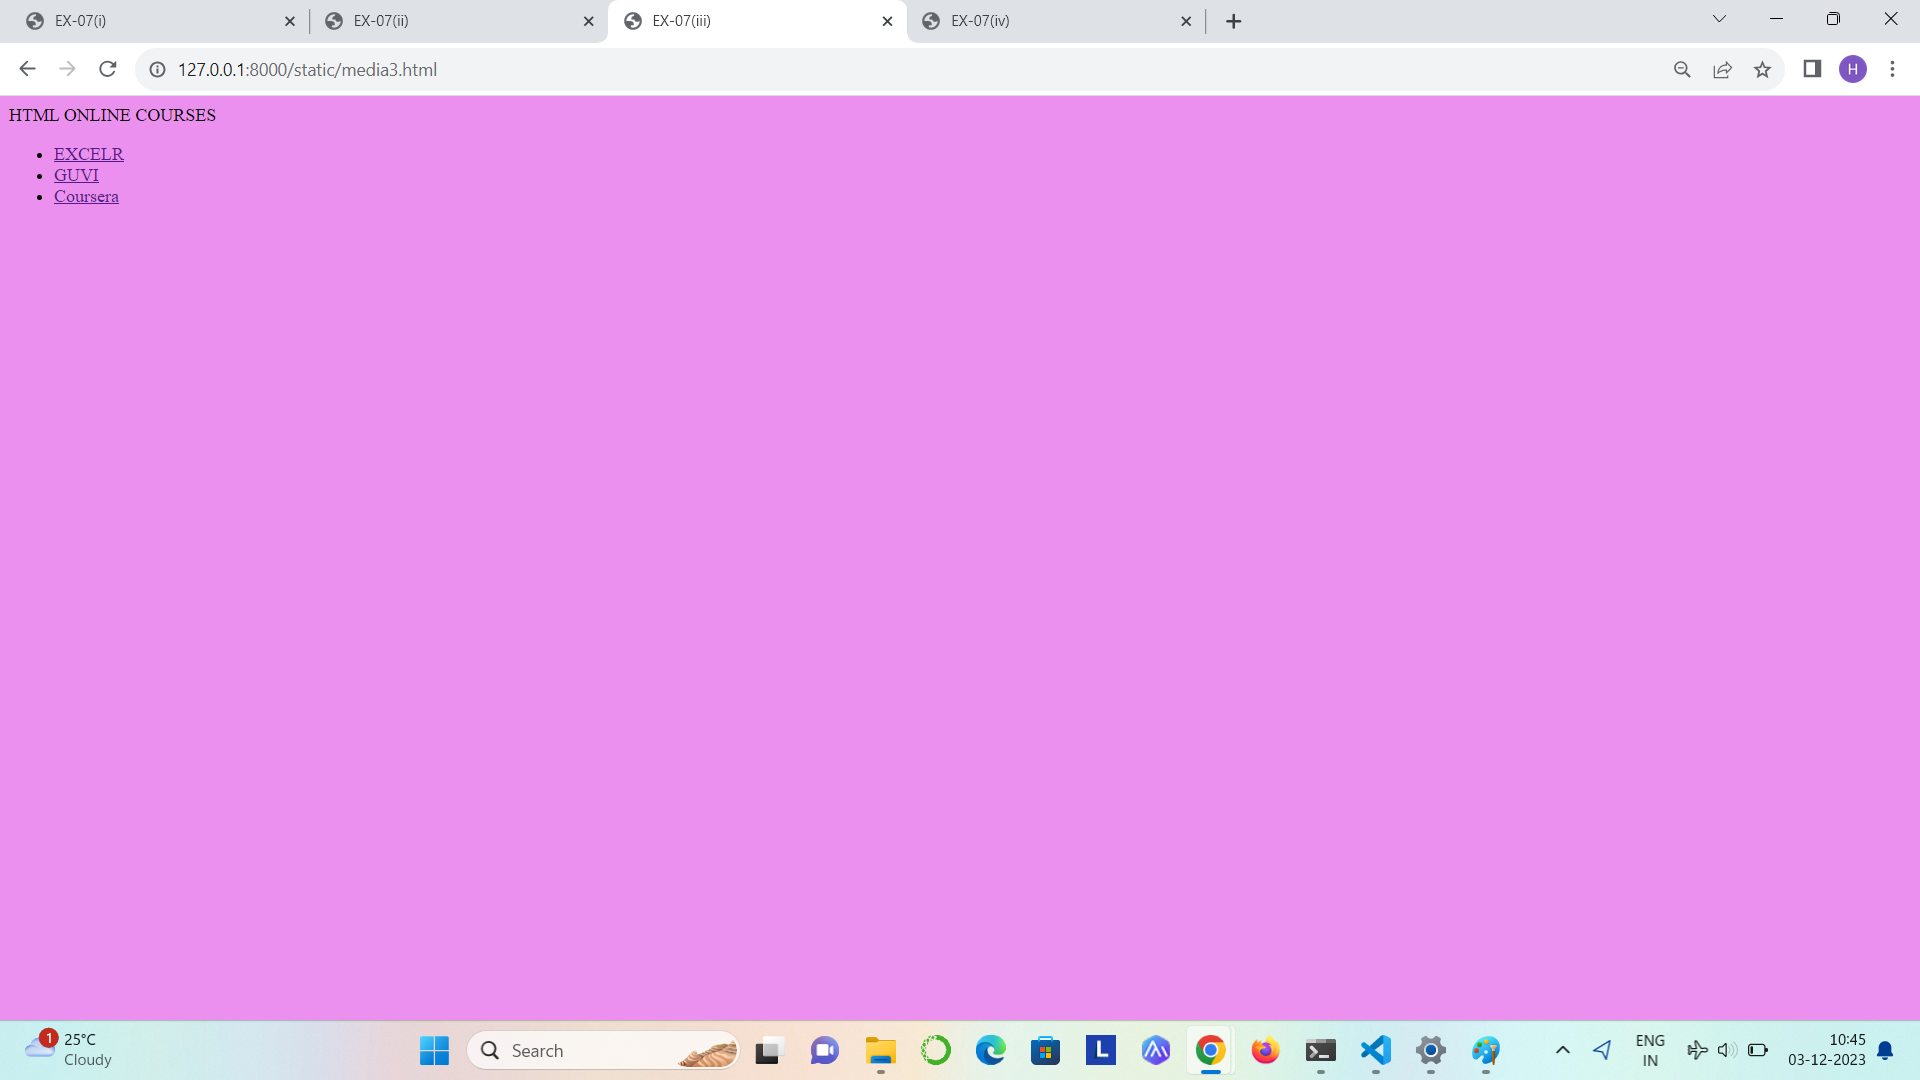 EX-07(i)
EX-07(ii)
EX-07(iii)
EX-07(iv)
127.0.0.1:8000/static/media3.html
H
HTML ONLINE COURSES
EXCELR
GUVI
Coursera
1
25°C
Cloudy
Search
L
ENG
IN
10:45
03-12-2023